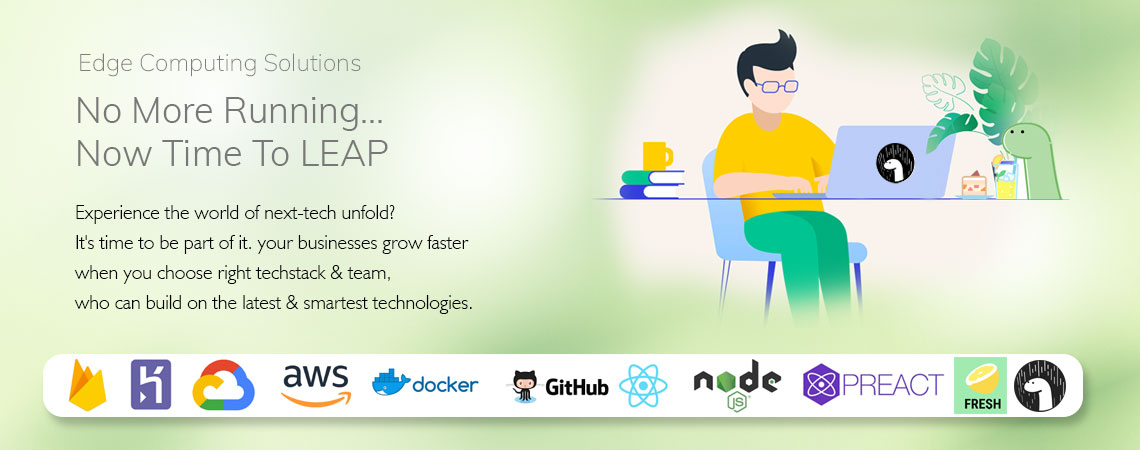 Edge Computing Solutions
No More Running...
Now Time To LEAP
Experience the world of next-tech unfold?
It's time to be part of it. your businesses grow faster
when you choose right techstack & team,
who can build on the latest & smartest technologies.
aws
docker
GitHub
node
JS
PREACT
FRESH